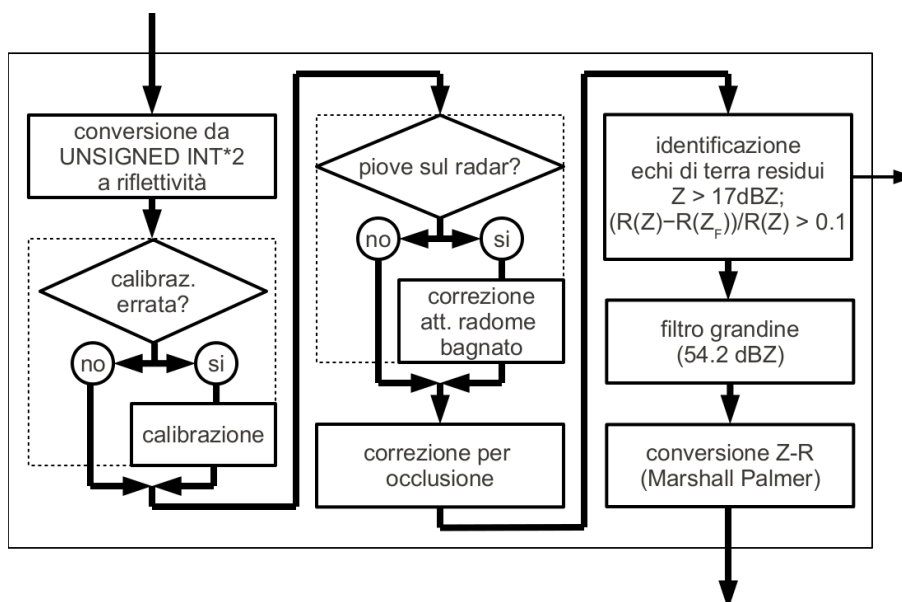 conversione da
UNSIGNED INT*2
a riflettività
calibraz.
errata?
no
si
calibrazione
piove sul radar?
no
si
correzione
att. radome
bagnato
correzione per
occlusione
identificazione
echi di terra residui
Z > 17dBZ;
(R(Z)−R(Z_F))/R(Z) > 0.1
filtro grandine
(54.2 dBZ)
conversione Z-R
(Marshall Palmer)